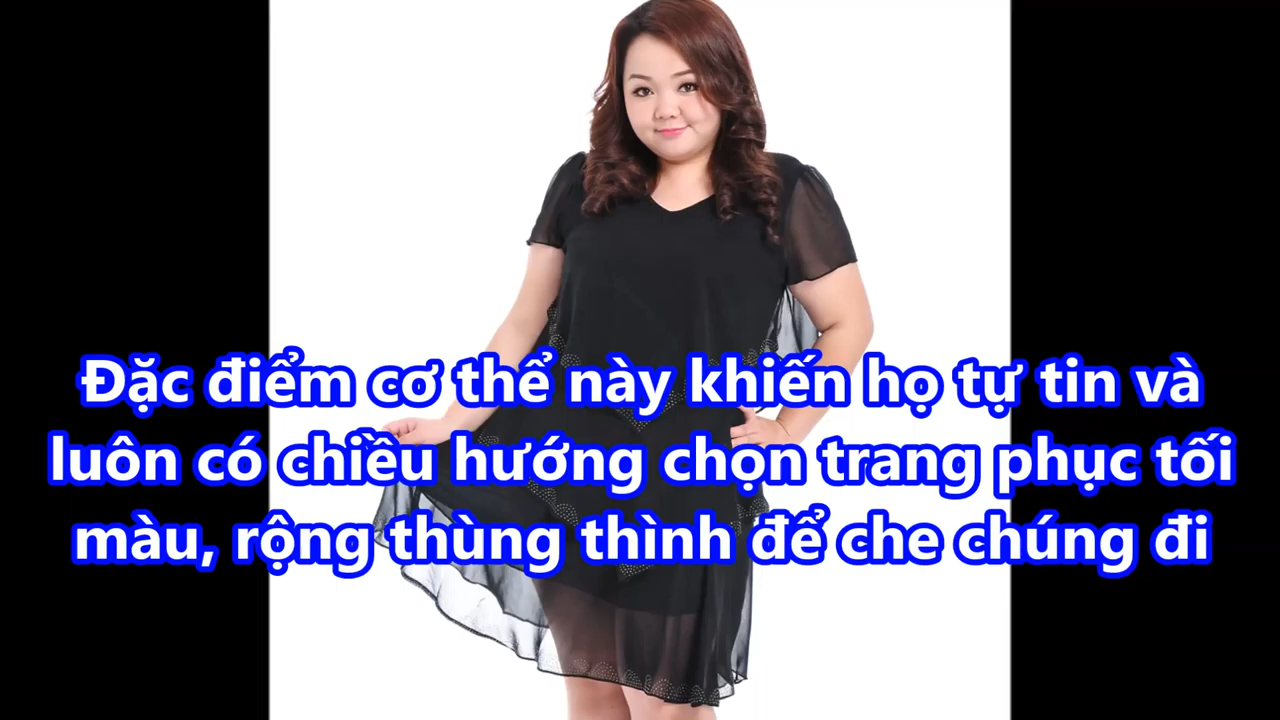 Đặc điểm cơ thể này khiến họ tự tin và
luôn có chiều hướng chọn trang phục tối
màu, rộng thùng thình để che chúng đi